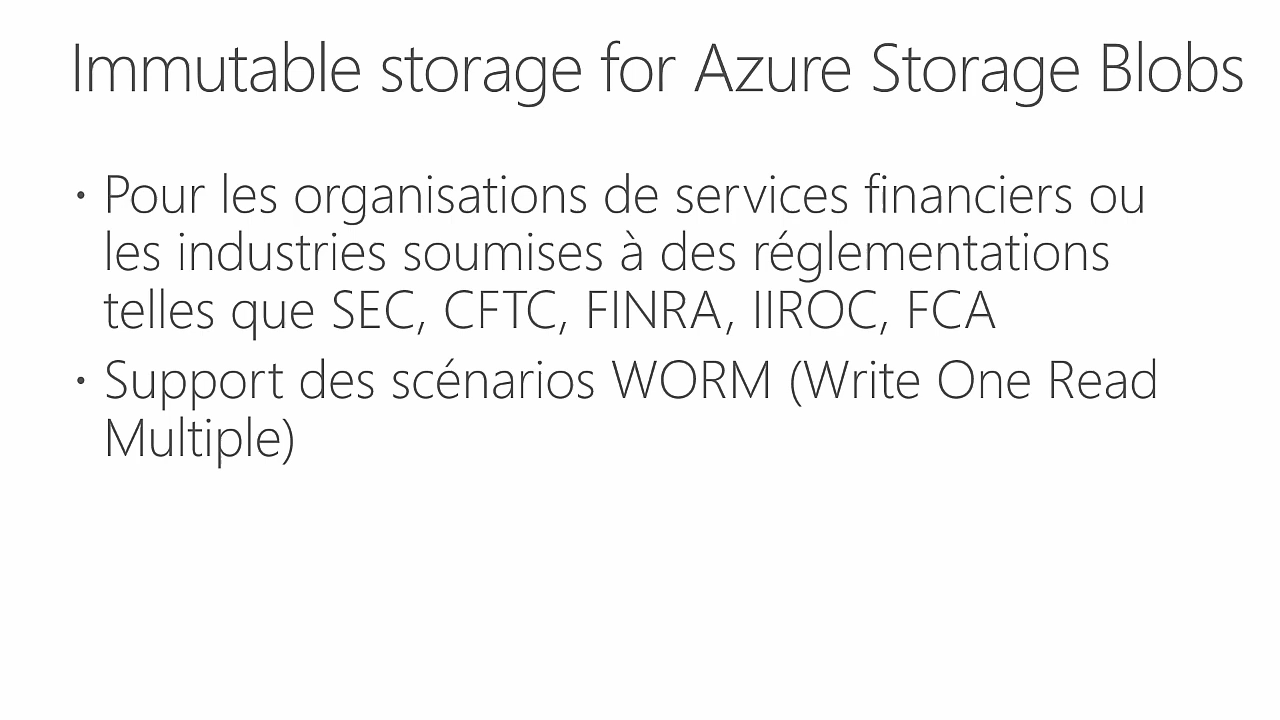 Immutable storage for Azure Storage Blobs
• Pour les organisations de services financiers ou
les industries soumises à des réglementations
telles que SEC, CFTC, FINRA, IIROC, FCA
• Support des scénarios WORM (Write One Read
Multiple)